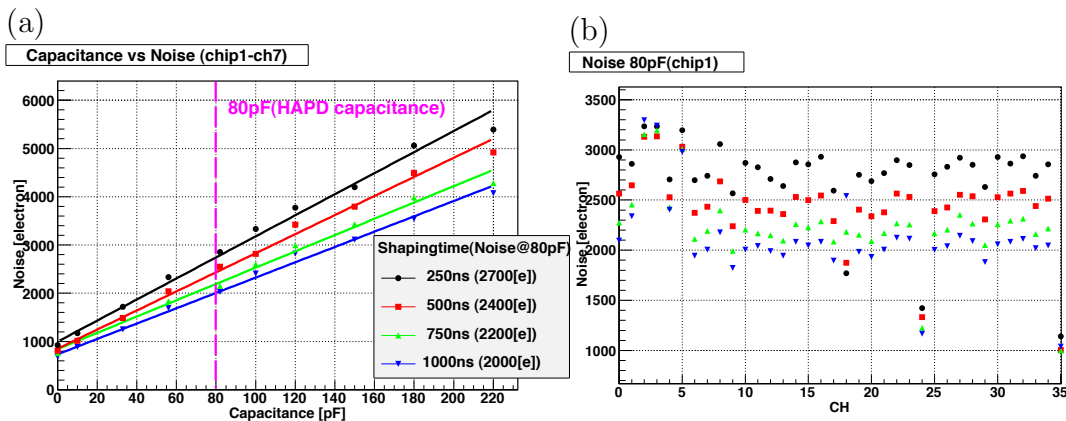 (a)
Capacitance vs Noise (chip1-ch7)
Noise [electron]
6000
5000
4000
3000
2000
1000
0
80pF(HAPD capacitance)
Shapingtime(Noise@80pF)
250ns (2700[e])
500ns (2400[e])
750ns (2200[e])
1000ns (2000[e])
0 20 40 60 80 100 120 140 160 180 200 220
Capacitance [pF]
(b)
Noise 80pF(chip1)
Noise [electron]
3500
3000
2500
2000
1500
1000
0 5 10 15 20 25 30 35
CH